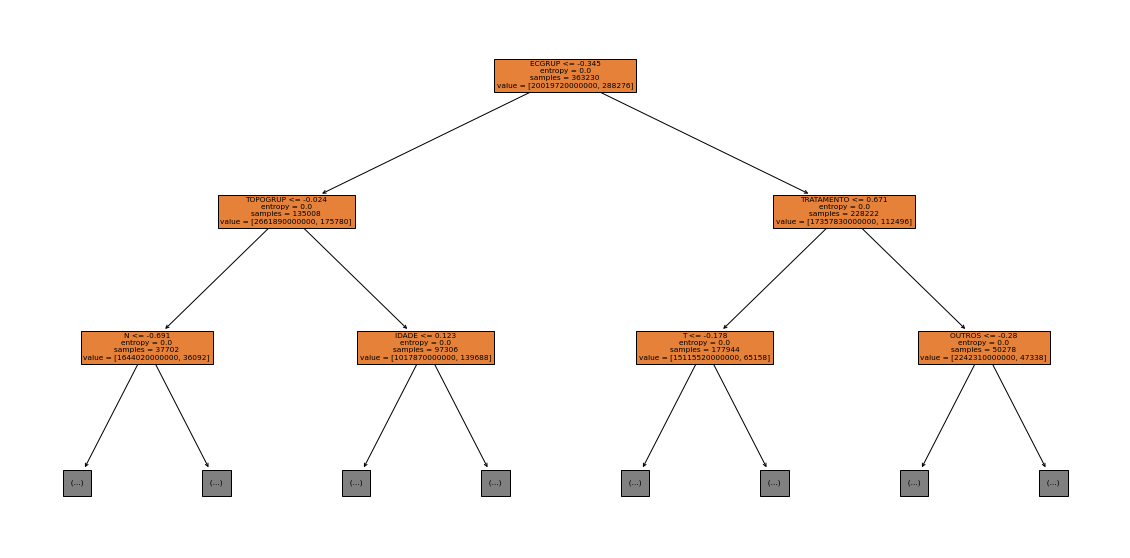 ECGRUP <= -0.345
entropy = 0.0
samples = 363230
value = [20019720000000, 288276]
TOPOGRUP <= -0.024
entropy = 0.0
samples = 135008
value = [2661890000000, 175780]
TRATAMENTO <= 0.671
entropy = 0.0
samples = 228222
value = [17357830000000, 112496]
N <= -0.691
entropy = 0.0
samples = 37702
value = [1644020000000, 36092]
IDADE <= 0.123
entropy = 0.0
samples = 97306
value = [1017870000000, 139688]
T <= -0.178
entropy = 0.0
samples = 177944
value = [15115520000000, 65158]
OUTROS <= -0.28
entropy = 0.0
samples = 50278
value = [2242310000000, 47338]
(...)
(...)
(...)
(...)
(...)
(...)
(...)
(...)